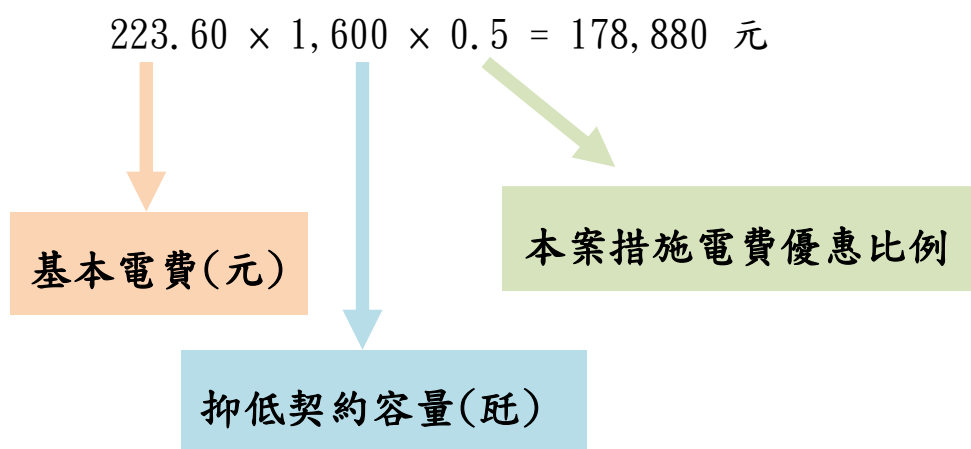 223.60 × 1,600 × 0.5 = 178,880 元
本案措施電費優惠比例
基本電費(元)
抑低契約容量(瓩)